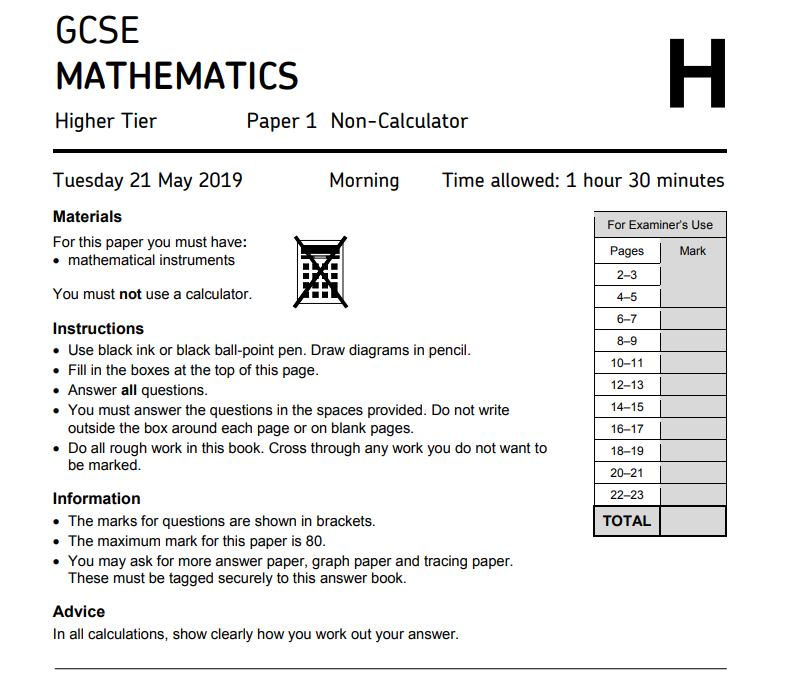 GCSE
MATHEMATICS
H
Higher Tier Paper 1 Non-Calculator
Tuesday 21 May 2019 Morning Time allowed: 1 hour 30 minutes
Materials
For this paper you must have:
• mathematical instruments
You must not use a calculator.
Instructions
• Use black ink or black ball-point pen. Draw diagrams in pencil.
• Fill in the boxes at the top of this page.
• Answer all questions.
• You must answer the questions in the spaces provided. Do not write
outside the box around each page or on blank pages.
• Do all rough work in this book. Cross through any work you do not want to
be marked.
Information
• The marks for questions are shown in brackets.
• The maximum mark for this paper is 80.
• You may ask for more answer paper, graph paper and tracing paper.
These must be tagged securely to this answer book.
Advice
In all calculations, show clearly how you work out your answer.
For Examiner's Use
Pages Mark
2–3
4–5
6–7
8–9
10–11
12–13
14–15
16–17
18–19
20–21
22–23
TOTAL